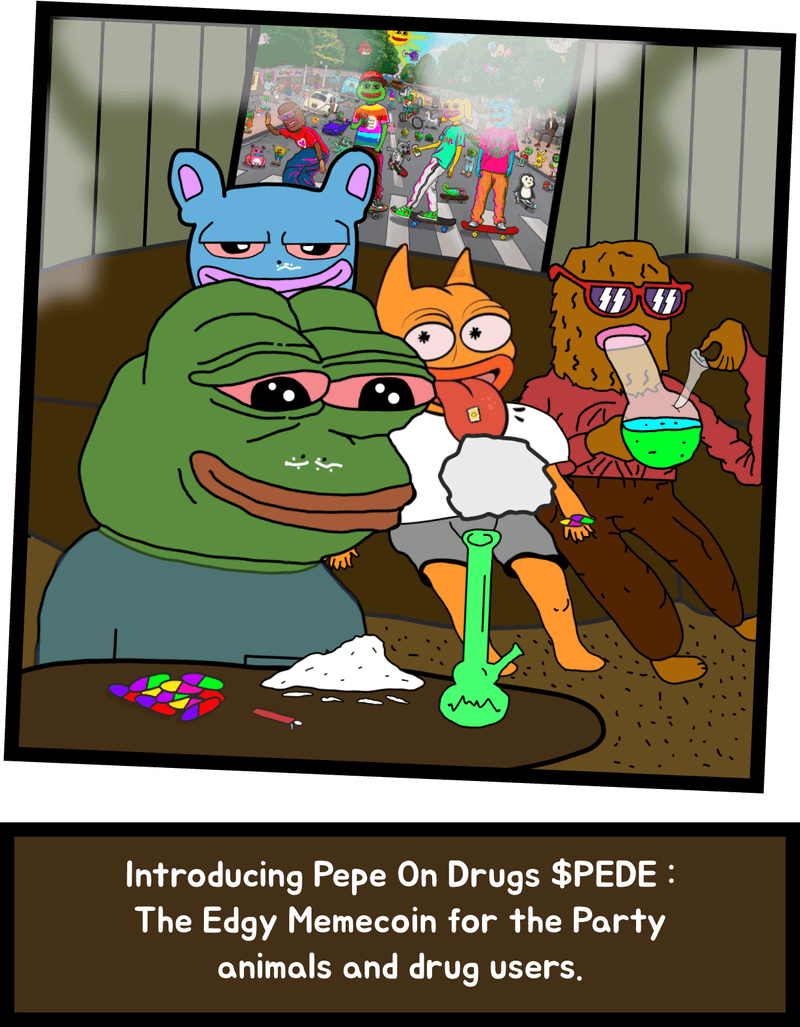 Introducing Pepe On Drugs $PEDE :
The Edgy Memecoin for the Party
animals and drug users.